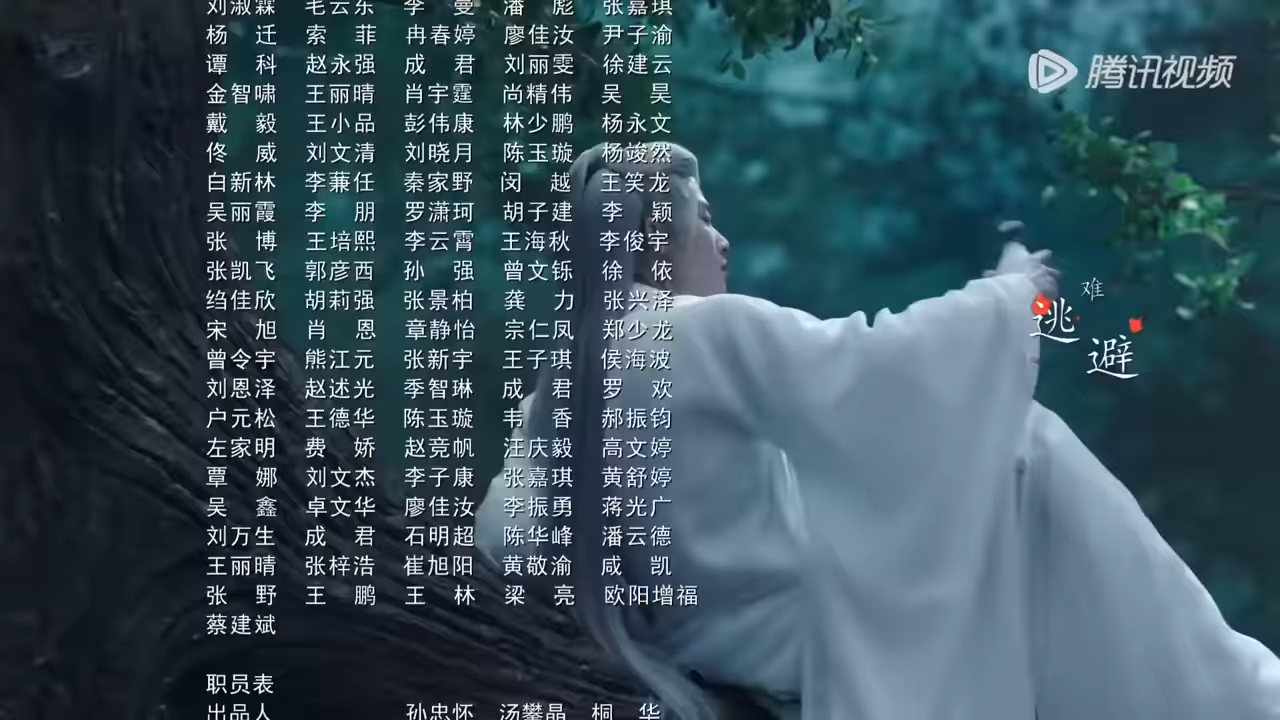 刘淑霖 毛云东 李 曼 潘 彪 张嘉琪
杨 迁 索 菲 冉春婷 廖佳汝 尹子渝
谭 科 赵永强 成 君 刘丽雯 徐建云
金智啸 王丽晴 肖宇霆 尚精伟 吴 昊
戴 毅 王小品 彭伟康 林少鹏 杨永文
佟 威 刘文清 刘晓月 陈玉璇 杨竣然
白新林 李蒹任 秦家野 闵 越 王笑龙
吴丽霞 李 朋 罗潇珂 胡子建 李 颖
张 博 王培熙 李云霄 王海秋 李俊宇
张凯飞 郭彦西 孙 强 曾文铄 徐 依
绉佳欣 胡莉强 张景柏 龚 力 张兴泽
宋 旭 肖 恩 章静怡 宗仁凤 郑少龙
曾令宇 熊江元 张新宇 王子琪 侯海波
刘恩泽 赵述光 季智琳 成 君 罗 欢
户元松 王德华 陈玉璇 韦 香 郝振钧
左家明 费 娇 赵竞帆 汪庆毅 高文婷
覃 娜 刘文杰 李子康 张嘉琪 黄舒婷
吴 鑫 卓文华 廖佳汝 李振勇 蒋光广
刘万生 成 君 石明超 陈华峰 潘云德
王丽晴 张梓浩 崔旭阳 黄敬渝 咸 凯
张 野 王 鹏 王 林 梁 亮 欧阳增福
蔡建斌
职员表
出品人 孙忠怀 汤攀晶 桐 华
腾讯视频
难
逃
避